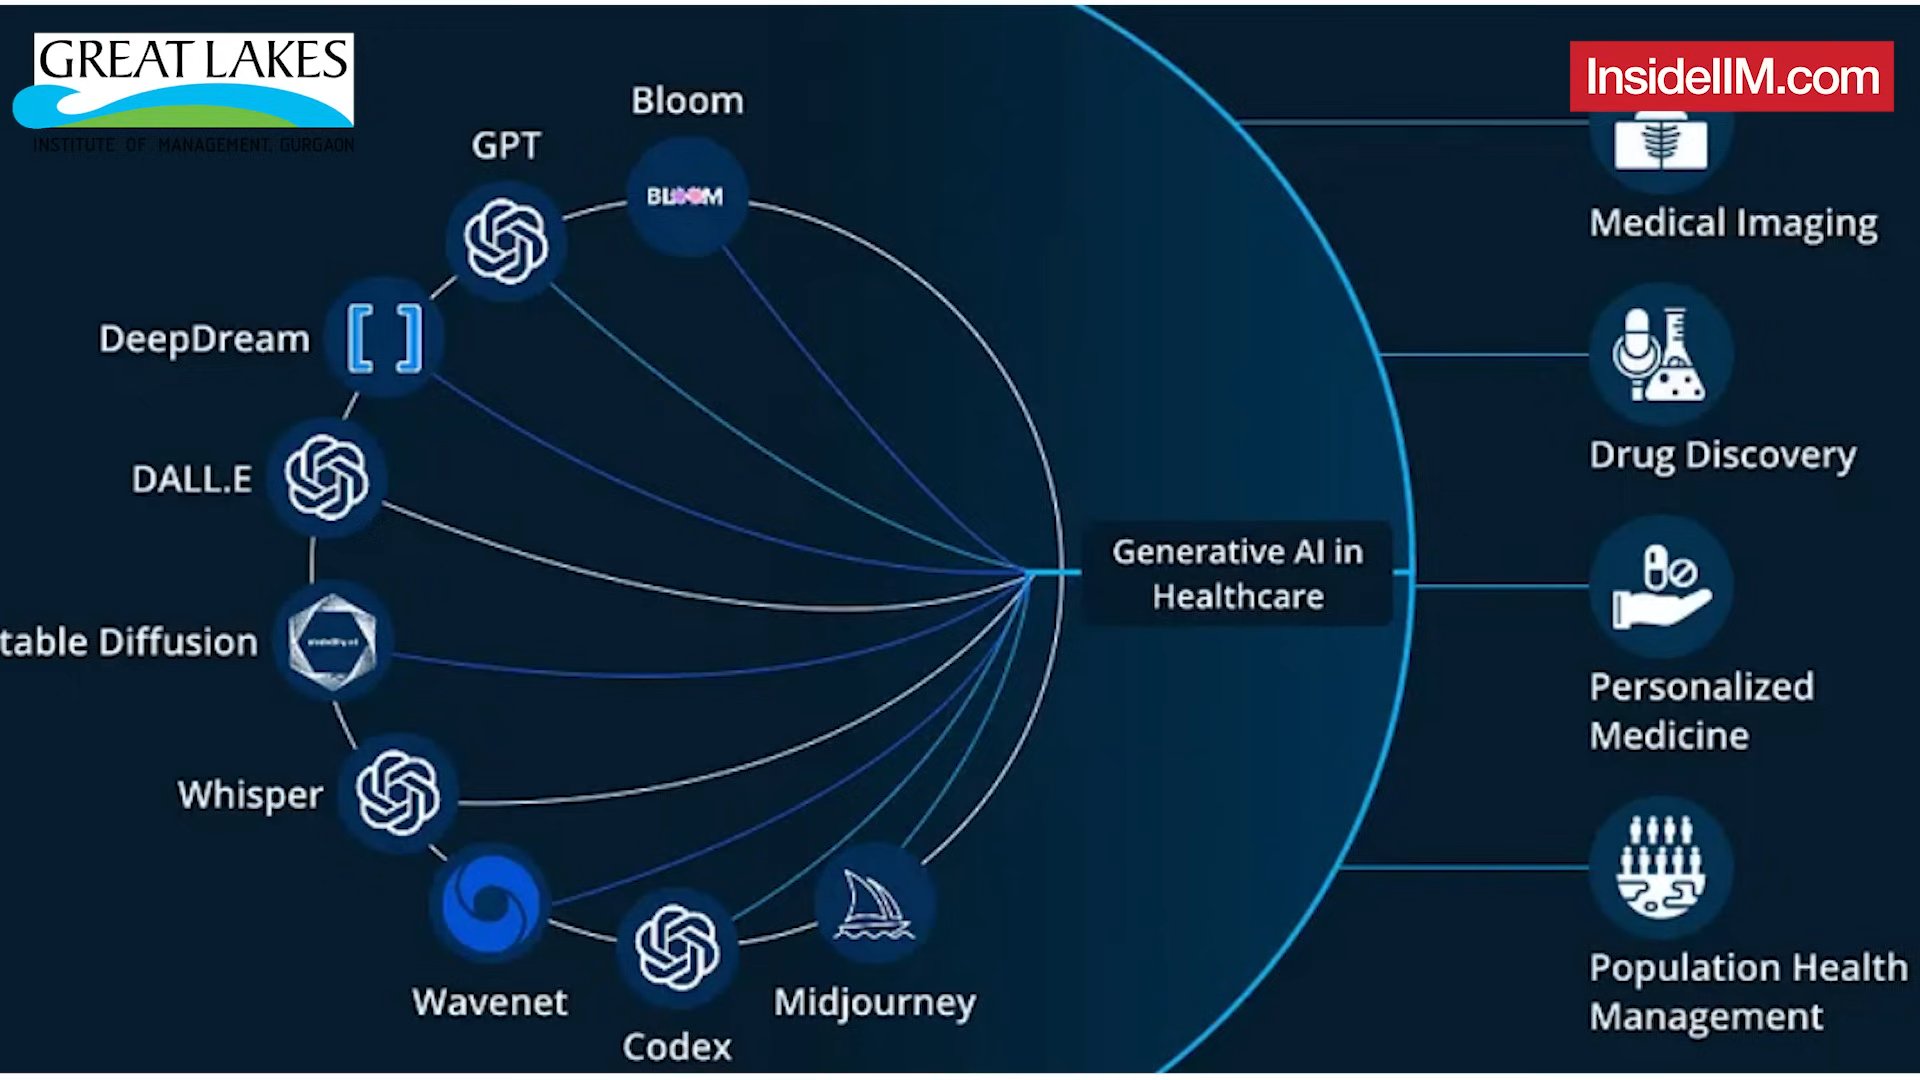 GREAT LAKES
INSTITUTE OF MANAGEMENT, GURGAON
InsideIIM.com
Bloom
BLOOM
GPT
DeepDream
DALL.E
table Diffusion
Whisper
Wavenet
Codex
Midjourney
Generative AI in
Healthcare
Medical Imaging
Drug Discovery
Personalized
Medicine
Population Health
Management